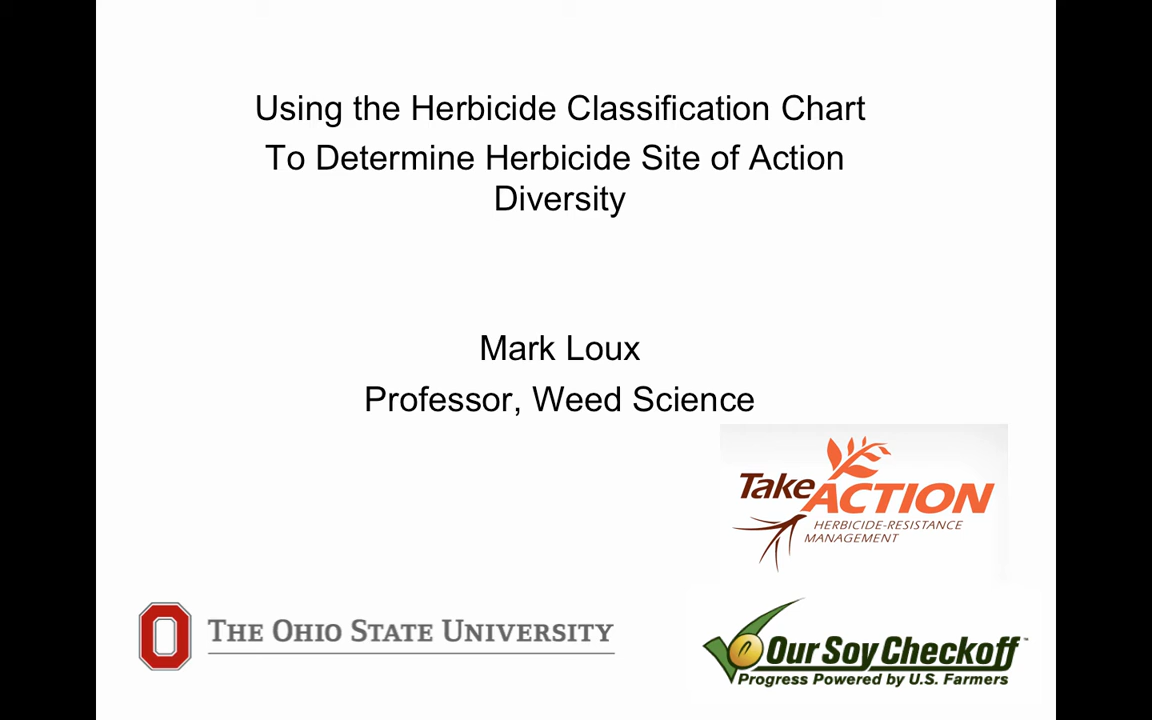 Using the Herbicide Classification Chart
To Determine Herbicide Site of Action
Diversity
Mark Loux
Professor, Weed Science
Take ACTION
HERBICIDE-RESISTANCE
MANAGEMENT
THE OHIO STATE UNIVERSITY
Our Soy Checkoff™
Progress Powered by U.S. Farmers